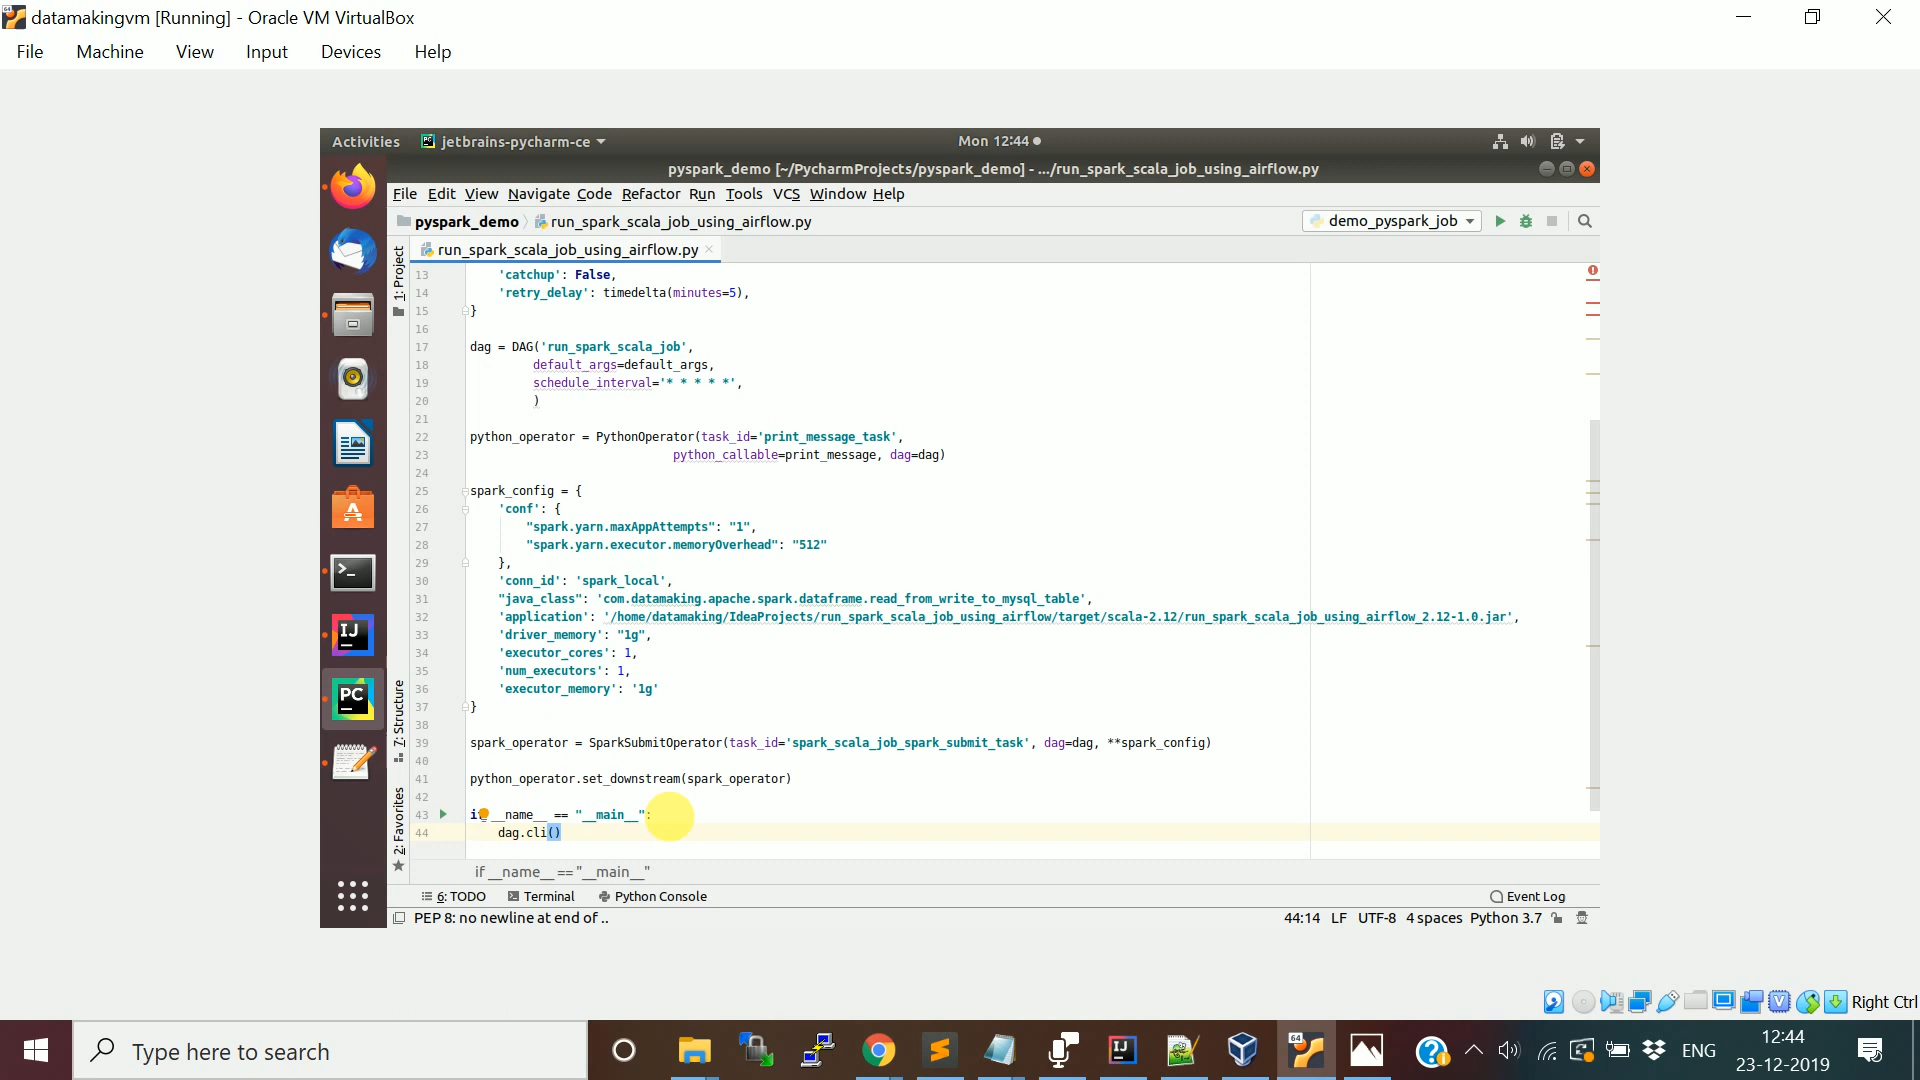 datamakingvm [Running] - Oracle VM VirtualBox
File Machine View Input Devices Help
Activities jetbrains-pycharm-ce Mon 12:44
pyspark_demo [~/PycharmProjects/pyspark_demo] - .../run_spark_scala_job_using_airflow.py
File Edit View Navigate Code Refactor Run Tools VCS Window Help
pyspark_demo run_spark_scala_job_using_airflow.py demo_pyspark_job
run_spark_scala_job_using_airflow.py
1: Project
7: Structure
2: Favorites
13 'catchup': False,
14 'retry_delay': timedelta(minutes=5),
15 }
16
17 dag = DAG('run_spark_scala_job',
18 default_args=default_args,
19 schedule_interval='* * * * *',
20 )
21
22 python_operator = PythonOperator(task_id='print_message_task',
23 python_callable=print_message, dag=dag)
24
25 spark_config = {
26 'conf': {
27 "spark.yarn.maxAppAttempts": "1",
28 "spark.yarn.executor.memoryOverhead": "512"
29 },
30 'conn_id': 'spark_local',
31 "java_class": 'com.datamaking.apache.spark.dataframe.read_from_write_to_mysql_table',
32 'application': '/home/datamaking/IdeaProjects/run_spark_scala_job_using_airflow/target/scala-2.12/run_spark_scala_job_using_airflow_2.12-1.0.jar',
33 'driver_memory': "1g",
34 'executor_cores': 1,
35 'num_executors': 1,
36 'executor_memory': '1g'
37 }
38
39 spark_operator = SparkSubmitOperator(task_id='spark_scala_job_spark_submit_task', dag=dag, **spark_config)
40
41 python_operator.set_downstream(spark_operator)
42
43 if __name__ == "__main__":
44 dag.cli()
if __name__ == "__main__"
6: TODO Terminal Python Console Event Log
PEP 8: no newline at end of .. 44:14 LF UTF-8 4 spaces Python 3.7
IJ
PC
Right Ctrl
Type here to search
64
ENG
12:44
23-12-2019